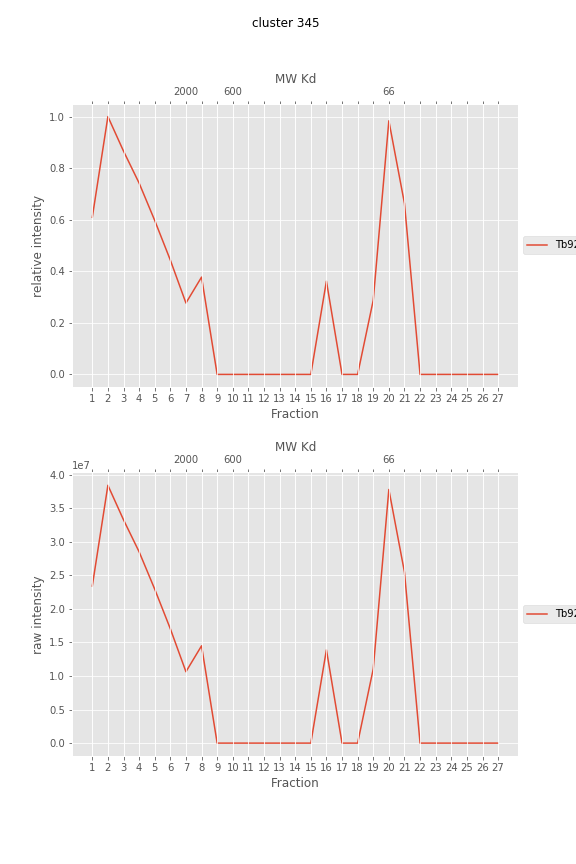 cluster 345
MW Kd
2000 600 66
1.0
0.8
0.6
0.4
0.2
0.0
relative intensity
Tb92
1 2 3 4 5 6 7 8 9 10 11 12 13 14 15 16 17 18 19 20 21 22 23 24 25 26 27
Fraction
MW Kd
2000 600 66
1e7
4.0
3.5
3.0
2.5
2.0
1.5
1.0
0.5
0.0
raw intensity
Tb92
1 2 3 4 5 6 7 8 9 10 11 12 13 14 15 16 17 18 19 20 21 22 23 24 25 26 27
Fraction